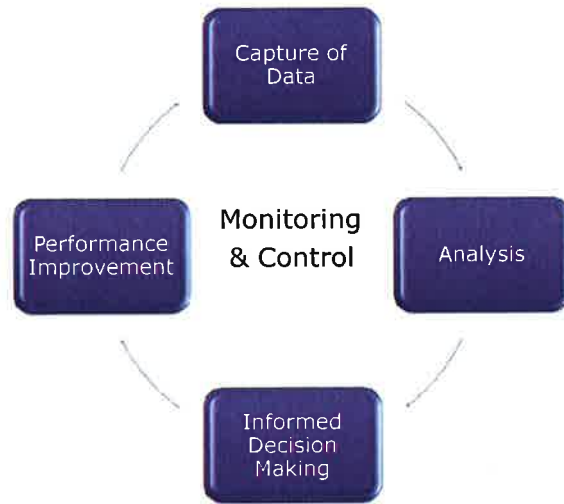 Capture of
Data
Monitoring
& Control
Performance
Improvement
Analysis
Informed
Decision
Making